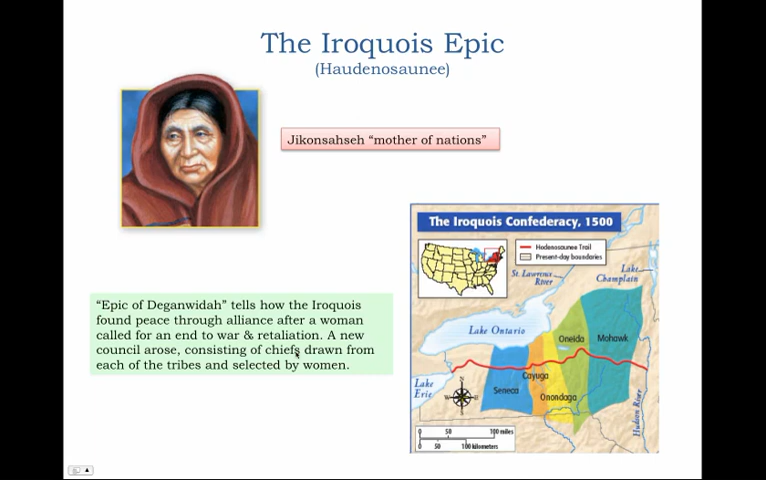 The Iroquois Epic
(Haudenosaunee)
Jikonsahseh “mother of nations”
The Iroquois Confederacy, 1500
Hodenosaunee Trail
Present-day boundaries
St. Lawrence
River
Lake
Champlain
Lake Ontario
Oneida
Mohawk
Cayuga
Seneca
Onondaga
Lake
Erie
Hudson River
0 50 100 miles
0 50 100 kilometers
“Epic of Deganwidah” tells how the Iroquois
found peace through alliance after a woman
called for an end to war & retaliation. A new
council arose, consisting of chiefs drawn from
each of the tribes and selected by women.